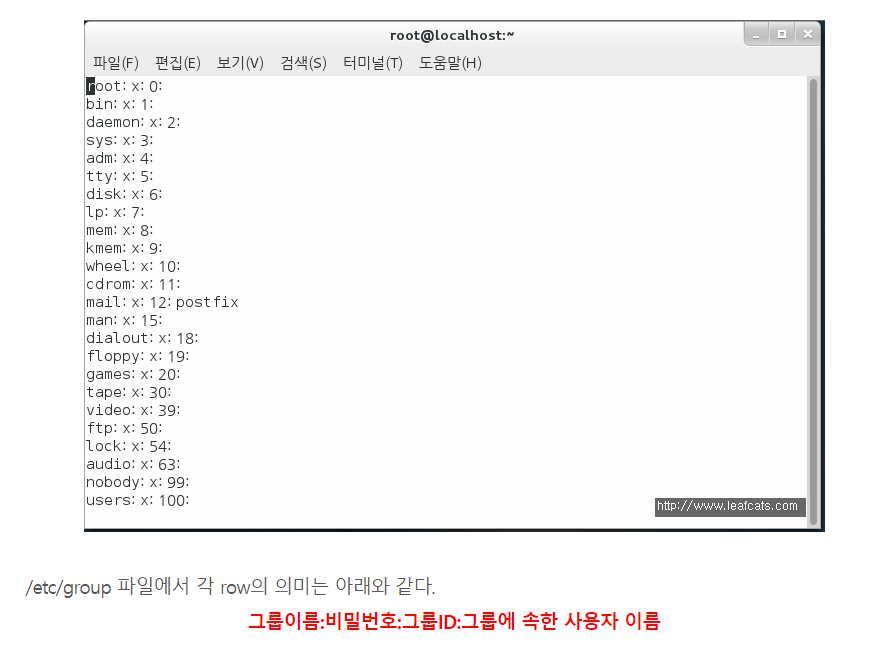 root@localhost:~
파일(F) 편집(E) 보기(V) 검색(S) 터미널(T) 도움말(H)
root:x:0:
bin:x:1:
daemon:x:2:
sys:x:3:
adm:x:4:
tty:x:5:
disk:x:6:
lp:x:7:
mem:x:8:
kmem:x:9:
wheel:x:10:
cdrom:x:11:
mail:x:12:postfix
man:x:15:
dialout:x:18:
floppy:x:19:
games:x:20:
tape:x:30:
video:x:39:
ftp:x:50:
lock:x:54:
audio:x:63:
nobody:x:99:
users:x:100:
http://www.leafcats.com
/etc/group 파일에서 각 row의 의미는 아래와 같다.
그룹이름:비밀번호:그룹ID:그룹에 속한 사용자 이름